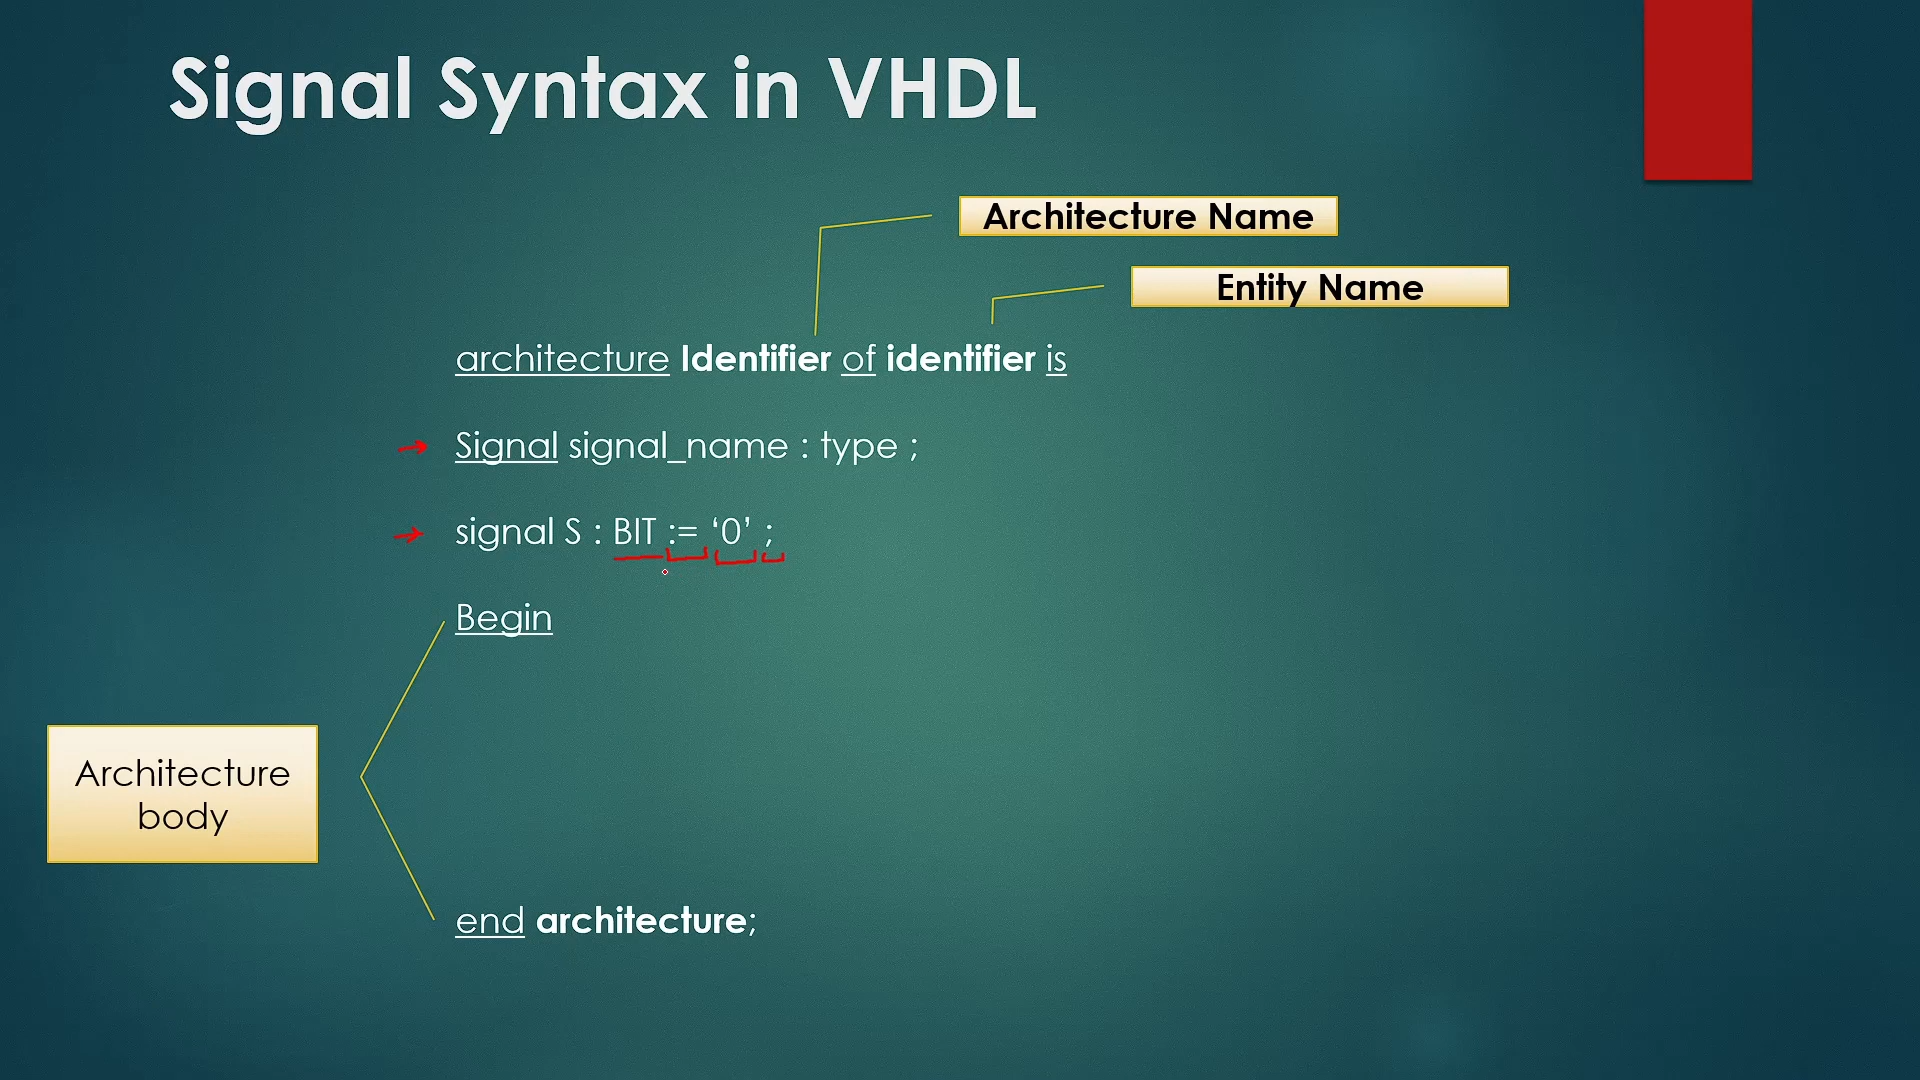 Signal Syntax in VHDL
Architecture Name
Entity Name
architecture Identifier of identifier is
Signal signal_name : type ;
signal S : BIT := ‘0’ ;
Begin
Architecture
body
end architecture;